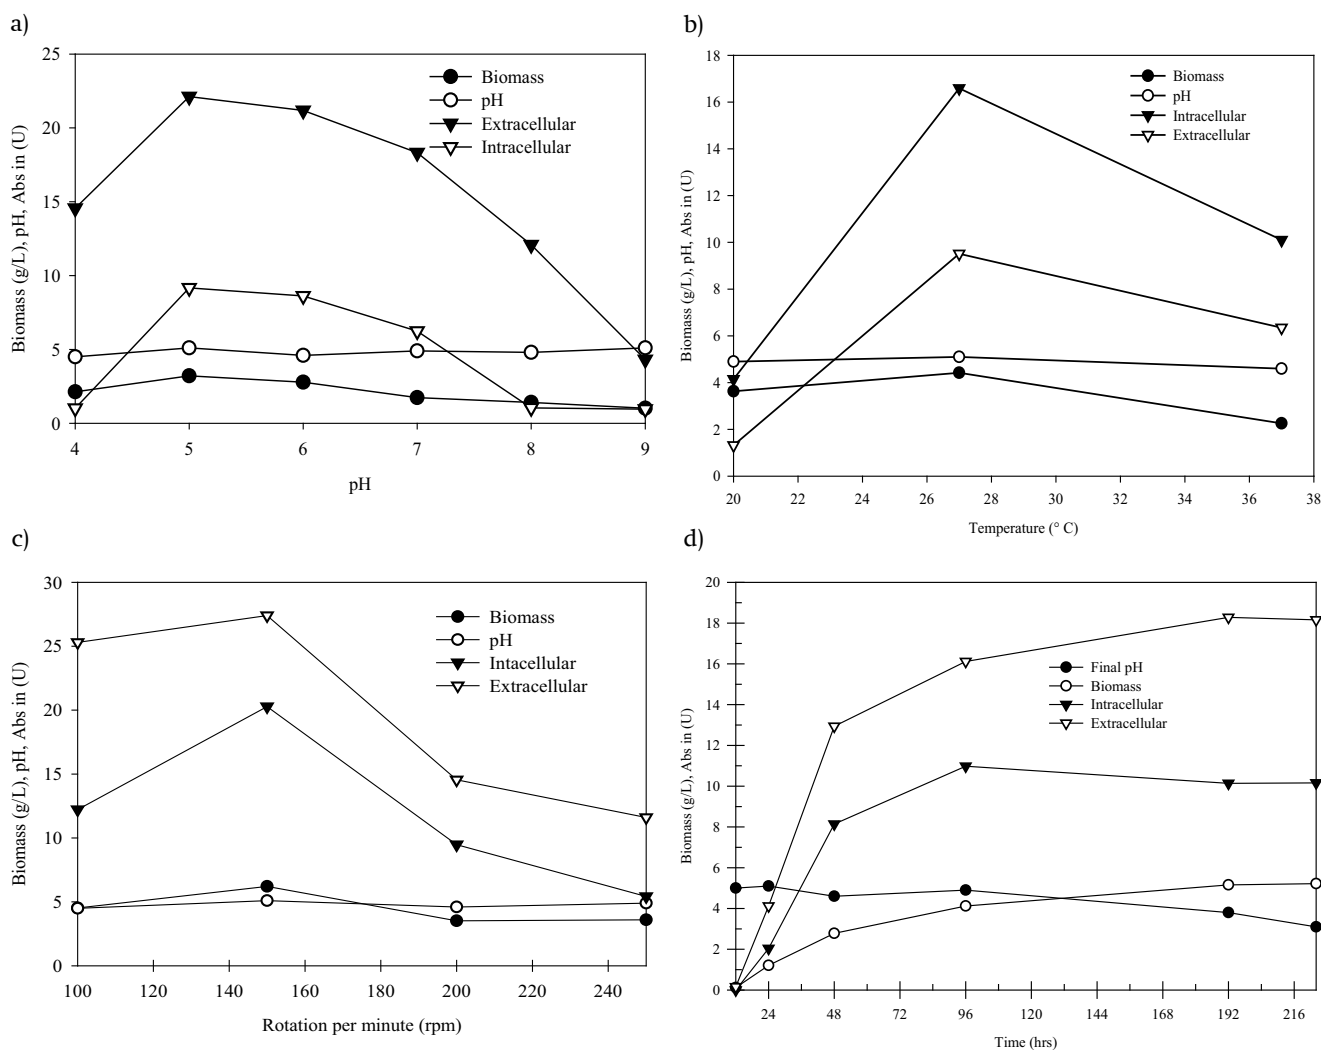 a)
25
20
15
10
5
0
Biomass (g/L), pH, Abs in (U)
Biomass
pH
Extracellular
Intracellular
4 5 6 7 8 9
pH
b)
18
16
14
12
10
8
6
4
2
0
Biomass (g/L), pH, Abs in (U)
Biomass
pH
Intracellular
Extracellular
20 22 24 26 28 30 32 34 36 38
Temperature (° C)
c)
30
25
20
15
10
5
0
Biomass (g/L), pH, Abs in (U)
Biomass
pH
Intacellular
Extracellular
100 120 140 160 180 200 220 240
Rotation per minute (rpm)
d)
20
18
16
14
12
10
8
6
4
2
0
Biomass (g/L), Abs in (U)
Final pH
Biomass
Intracellular
Extracellular
24 48 72 96 120 144 168 192 216
Time (hrs)